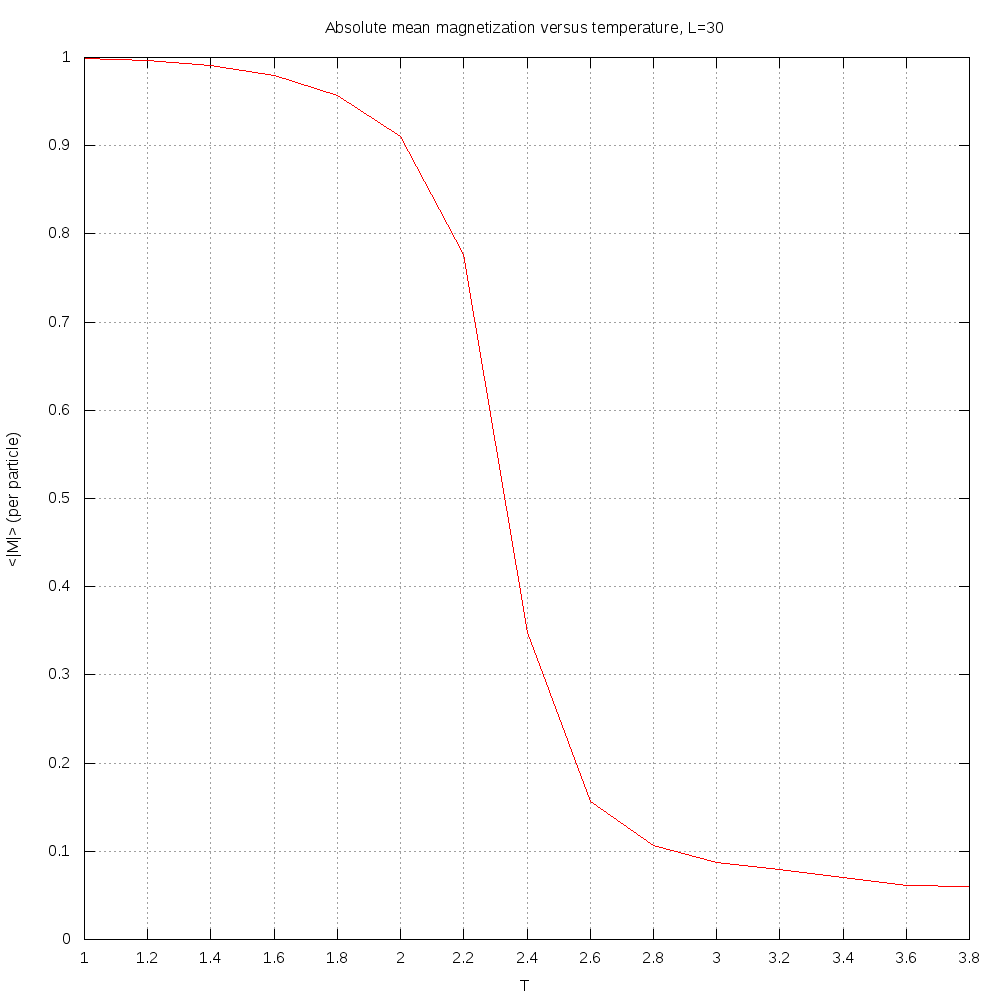 Absolute mean magnetization versus temperature, L=30
1
0.9
0.8
0.7
0.6
0.5
0.4
0.3
0.2
0.1
0
<|M|> (per particle)
1 1.2 1.4 1.6 1.8 2 2.2 2.4 2.6 2.8 3 3.2 3.4 3.6 3.8
T